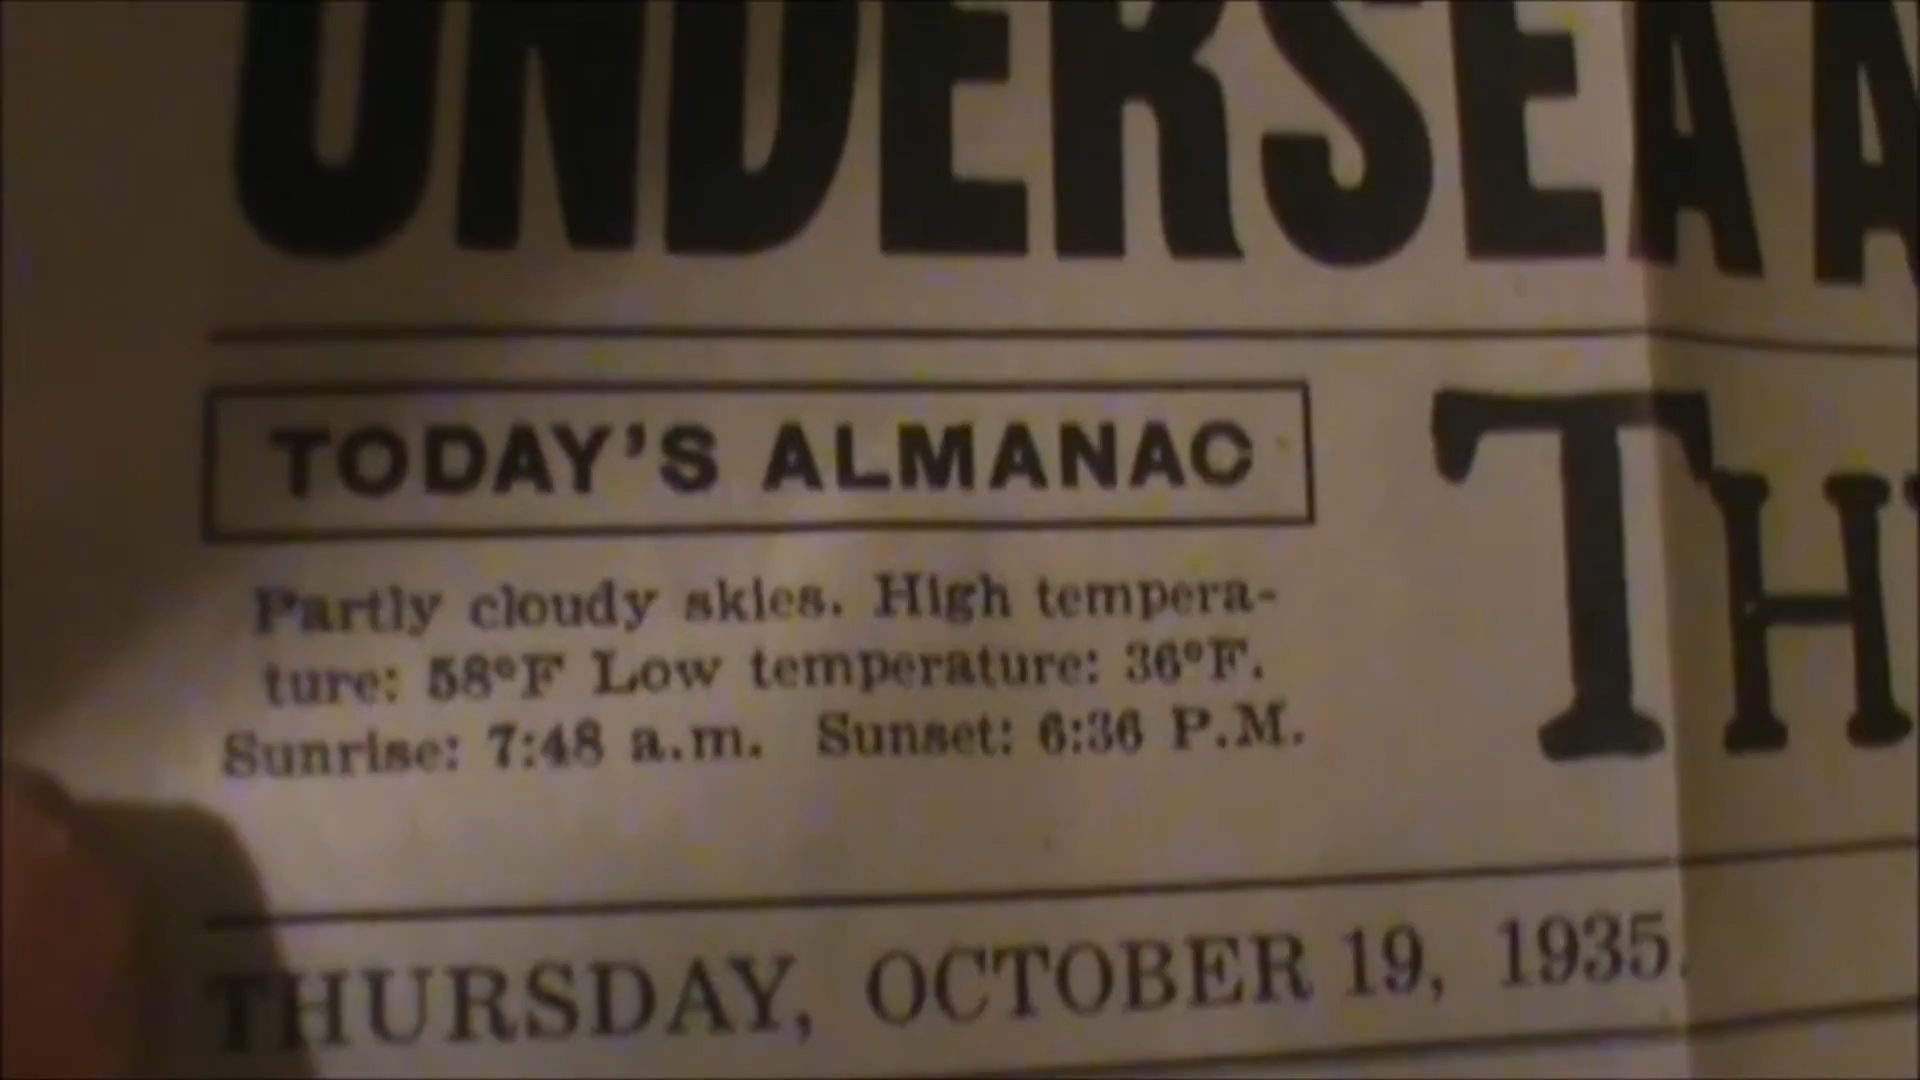 UNDERSEA A
TODAY'S ALMANAC
Partly cloudy skies. High tempera-
ture: 58°F Low temperature: 36°F.
Sunrise: 7:48 a.m. Sunset: 6:36 P.M.
TH
THURSDAY, OCTOBER 19, 1935.